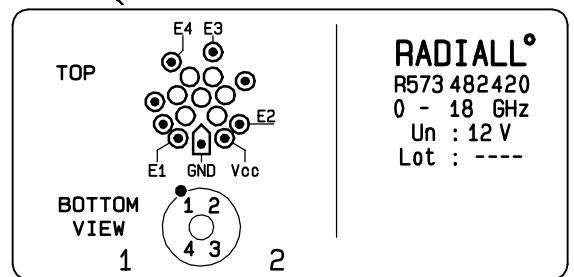 E4 E3
TOP
E2
E1 GND Vcc
BOTTOM
VIEW
1 2
4 3
1 2
RADIALL°
R573 482420
0 - 18 GHz
Un : 12 V
Lot : ----